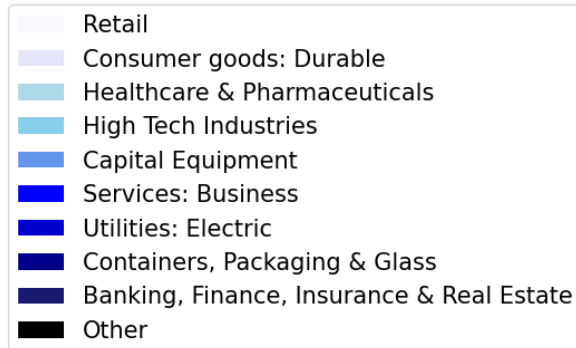 Retail
Consumer goods: Durable
Healthcare & Pharmaceuticals
High Tech Industries
Capital Equipment
Services: Business
Utilities: Electric
Containers, Packaging & Glass
Banking, Finance, Insurance & Real Estate
Other